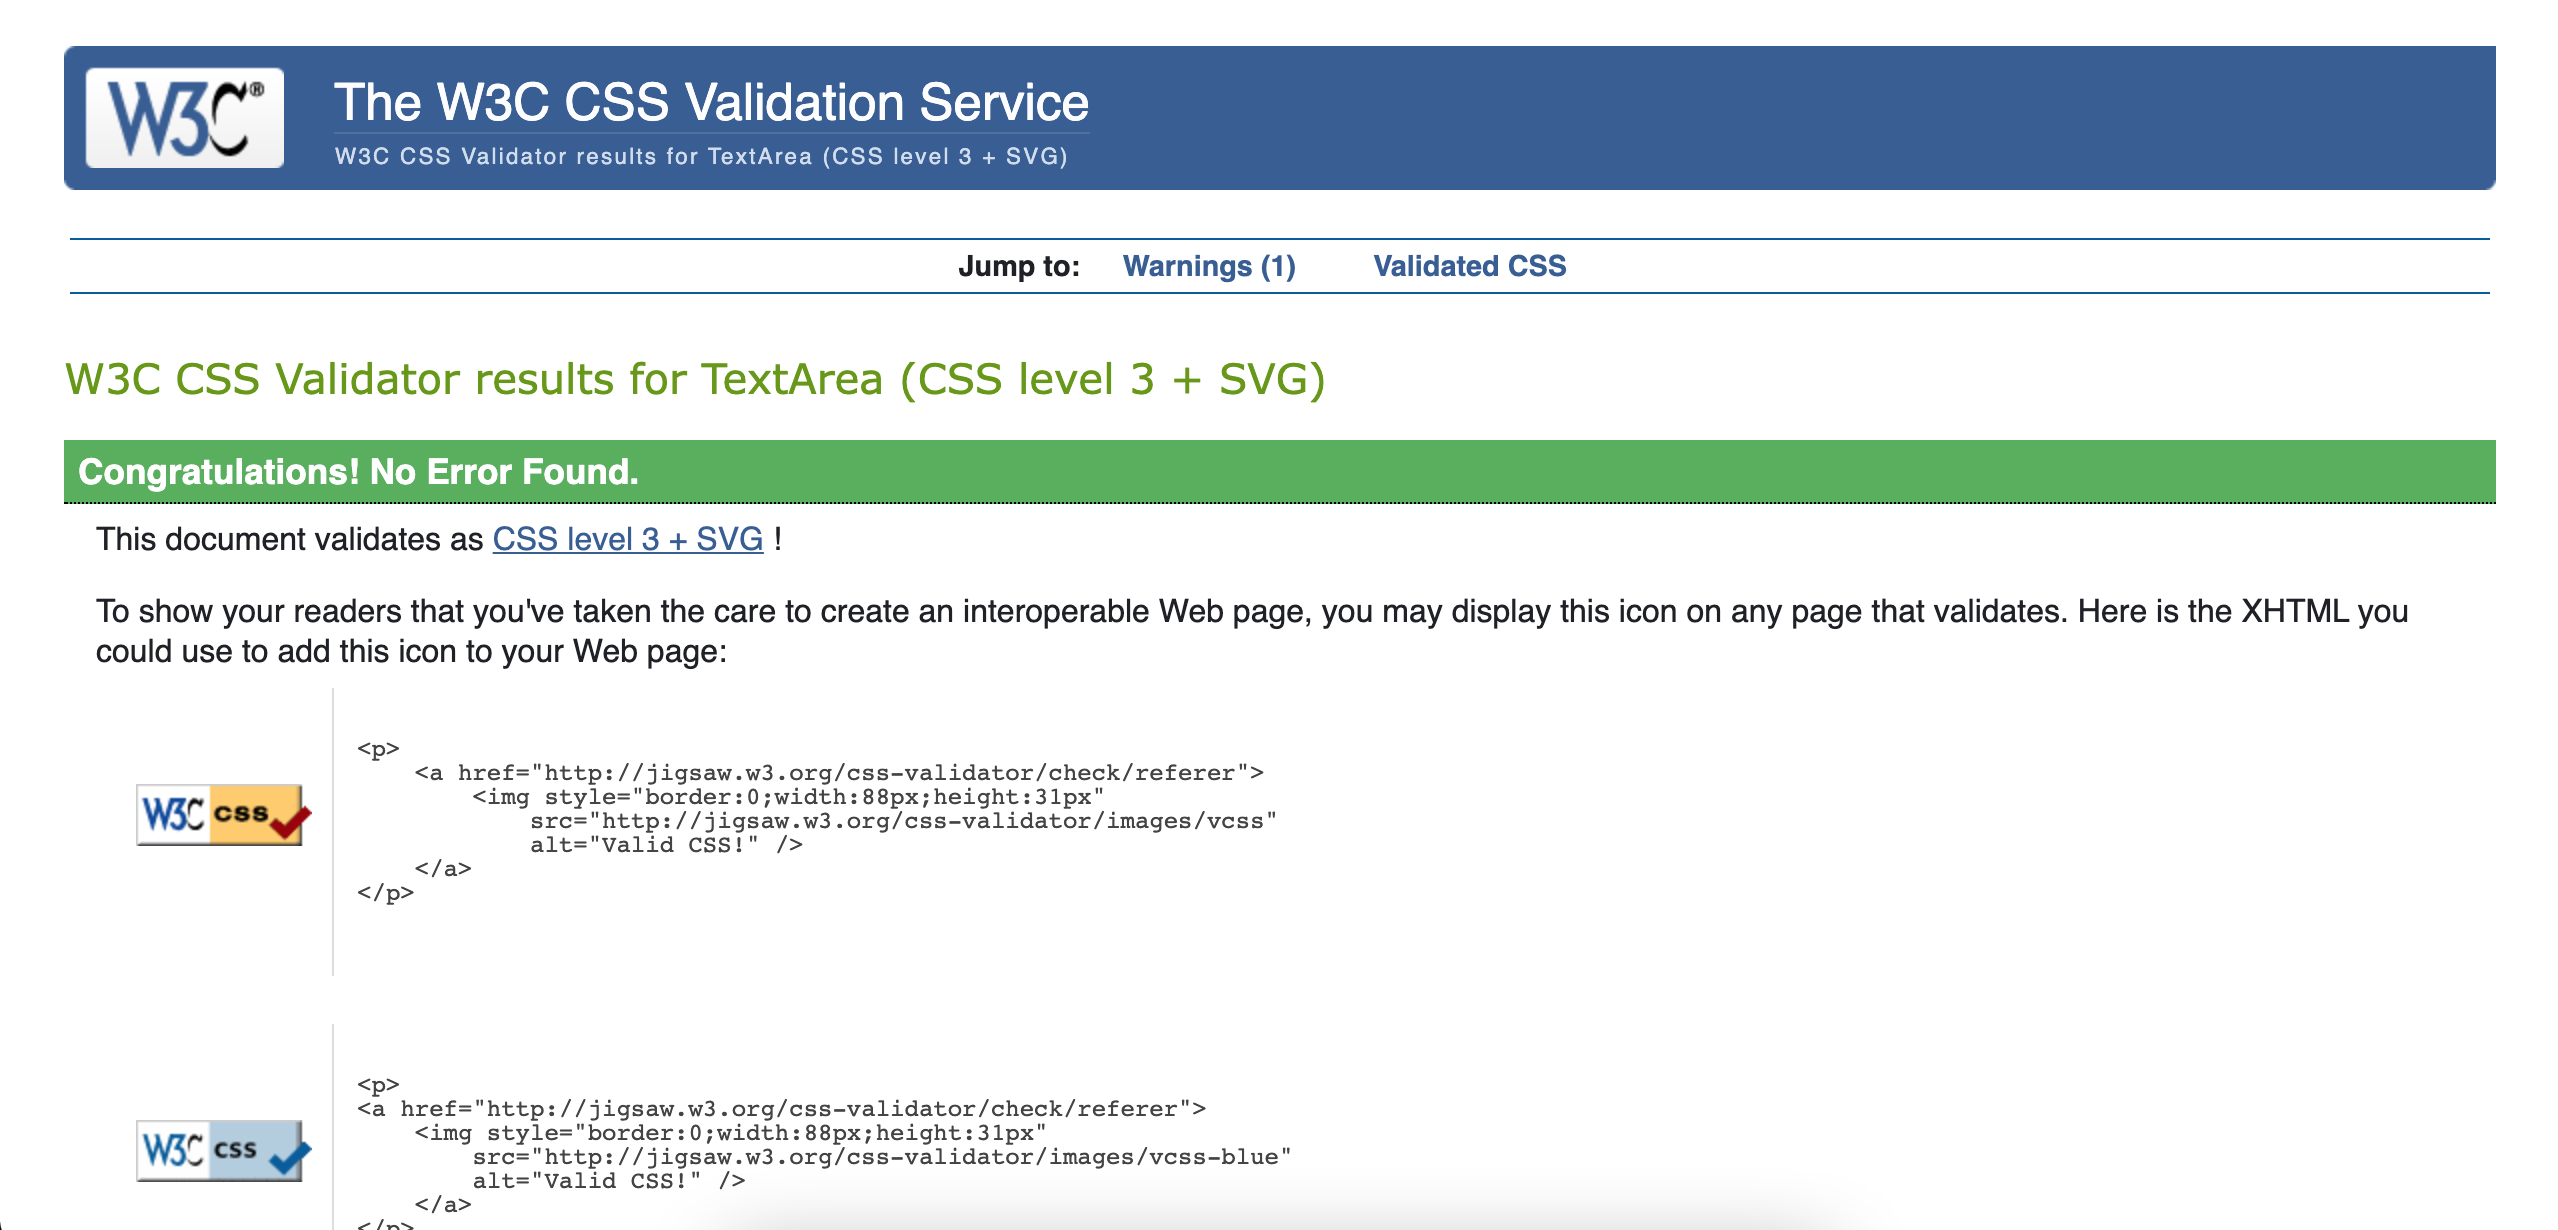 W3C®
The W3C CSS Validation Service
W3C CSS Validator results for TextArea (CSS level 3 + SVG)
Jump to: Warnings (1) Validated CSS
W3C CSS Validator results for TextArea (CSS level 3 + SVG)
Congratulations! No Error Found.
This document validates as CSS level 3 + SVG !
To show your readers that you've taken the care to create an interoperable Web page, you may display this icon on any page that validates. Here is the XHTML you
could use to add this icon to your Web page:
W3C css
<p>
<a href="http://jigsaw.w3.org/css-validator/check/referer">
<img style="border:0;width:88px;height:31px"
src="http://jigsaw.w3.org/css-validator/images/vcss"
alt="Valid CSS!" />
</a>
</p>
W3C css
<p>
<a href="http://jigsaw.w3.org/css-validator/check/referer">
<img style="border:0;width:88px;height:31px"
src="http://jigsaw.w3.org/css-validator/images/vcss-blue"
alt="Valid CSS!" />
</a>
</p>